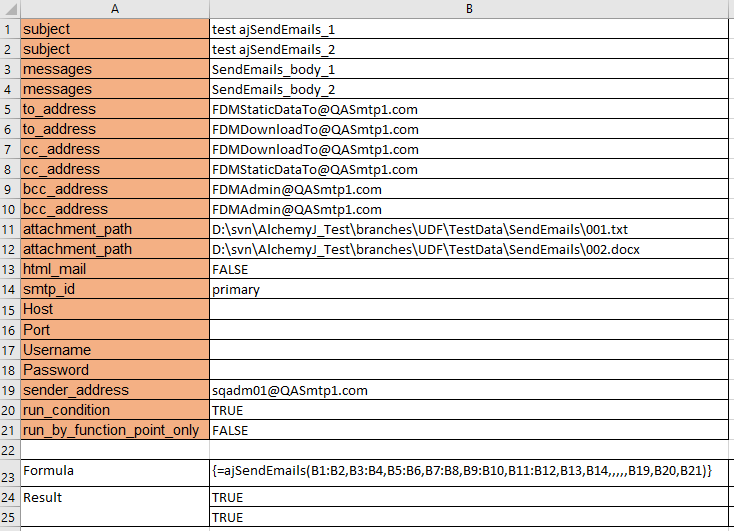 A B
1 subject test ajSendEmails_1
2 subject test ajSendEmails_2
3 messages SendEmails_body_1
4 messages SendEmails_body_2
5 to_address FDMStaticDataTo@QASmtp1.com
6 to_address FDMDownloadTo@QASmtp1.com
7 cc_address FDMDownloadTo@QASmtp1.com
8 cc_address FDMStaticDataTo@QASmtp1.com
9 bcc_address FDMAdmin@QASmtp1.com
10 bcc_address FDMAdmin@QASmtp1.com
11 attachment_path D:\svn\AlchemyJ_Test\branches\UDF\TestData\SendEmails\001.txt
12 attachment_path D:\svn\AlchemyJ_Test\branches\UDF\TestData\SendEmails\002.docx
13 html_mail FALSE
14 smtp_id primary
15 Host
16 Port
17 Username
18 Password
19 sender_address sqadm01@QASmtp1.com
20 run_condition TRUE
21 run_by_function_point_only FALSE
22
23 Formula {=ajSendEmails(B1:B2,B3:B4,B5:B6,B7:B8,B9:B10,B11:B12,B13,B14,,,,,B19,B20,B21)}
24 Result TRUE
25 TRUE